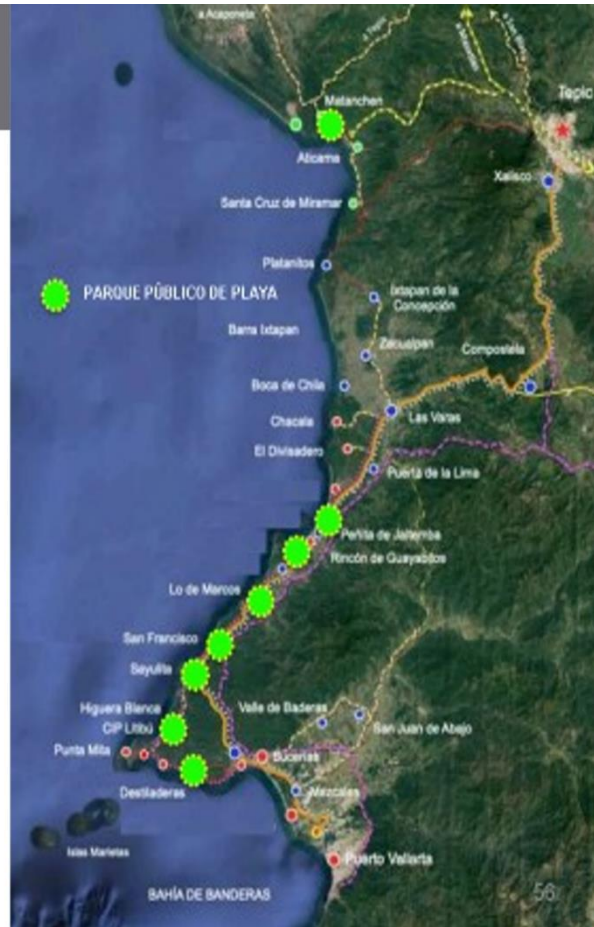 a Acaponeta
a Tepic
Matanchen
Tepic
Aticama
Xalisco
Santa Cruz de Miramar
Platanitos
PARQUE PÚBLICO DE PLAYA
Ixtapan de la
Concepción
Barra Ixtapan
Zacualpan
Compostela
Boca de Chila
Las Varas
Chacala
El Divisadero
Puerta de la Lima
Peñita de Jaltemba
Rincón de Guayabitos
Lo de Marcos
San Francisco
Sayulita
Higuera Blanca
CIP Litibú
Valle de Baderas
San Juan de Abajo
Punta Mita
Bucerias
Destiladeras
Mezcales
Islas Marietas
Puerto Vallarta
BAHÍA DE BANDERAS
56